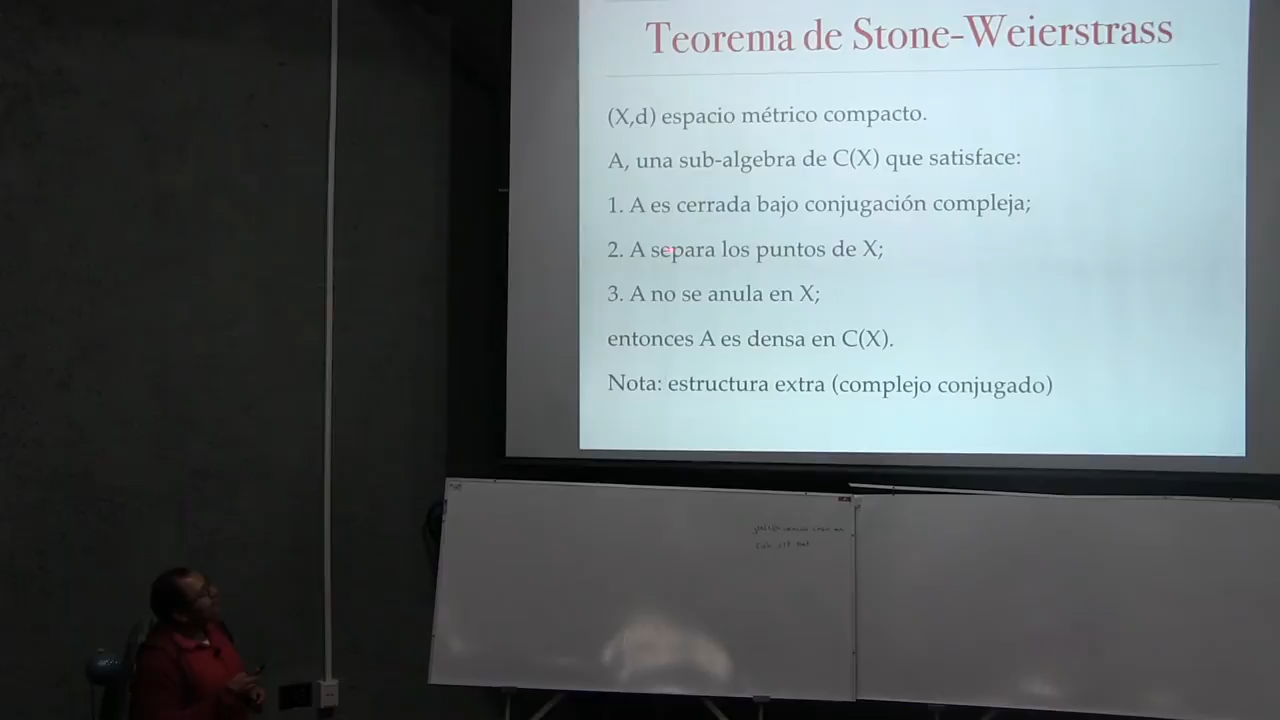 Teorema de Stone-Weierstrass
(X,d) espacio métrico compacto.
A, una sub-algebra de C(X) que satisface:
1. A es cerrada bajo conjugación compleja;
2. A separa los puntos de X;
3. A no se anula en X;
entonces A es densa en C(X).
Nota: estructura extra (complejo conjugado)